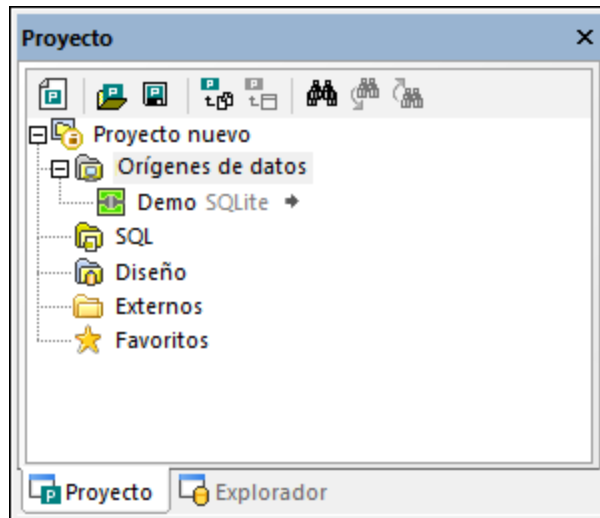 Proyecto
Proyecto nuevo
Orígenes de datos
Demo SQLite
SQL
Diseño
Externos
Favoritos
Proyecto Explorador